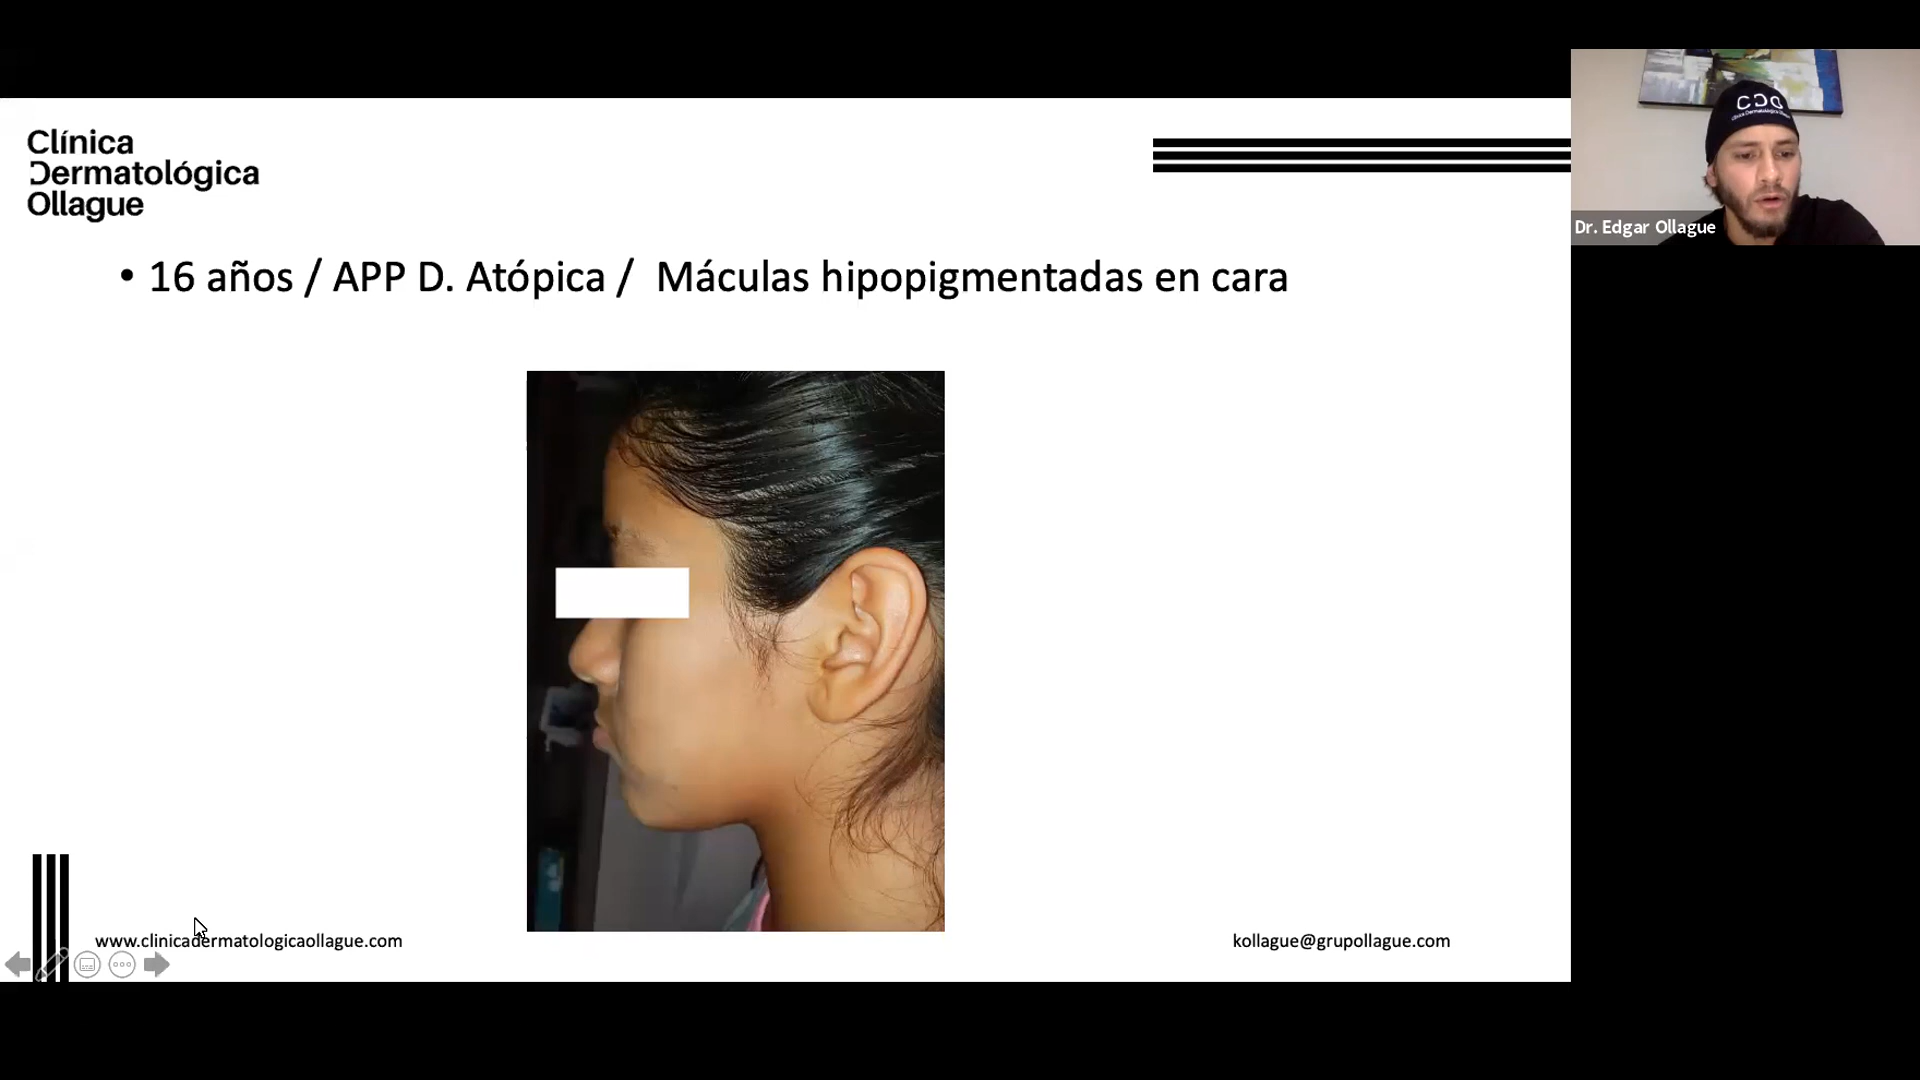 Clínica
Dermatológica
Ollague
CDO
Dr. Edgar Ollague
• 16 años / APP D. Atópica / Máculas hipopigmentadas en cara
www.clinicadermatologicaollague.com
kollague@grupollague.com